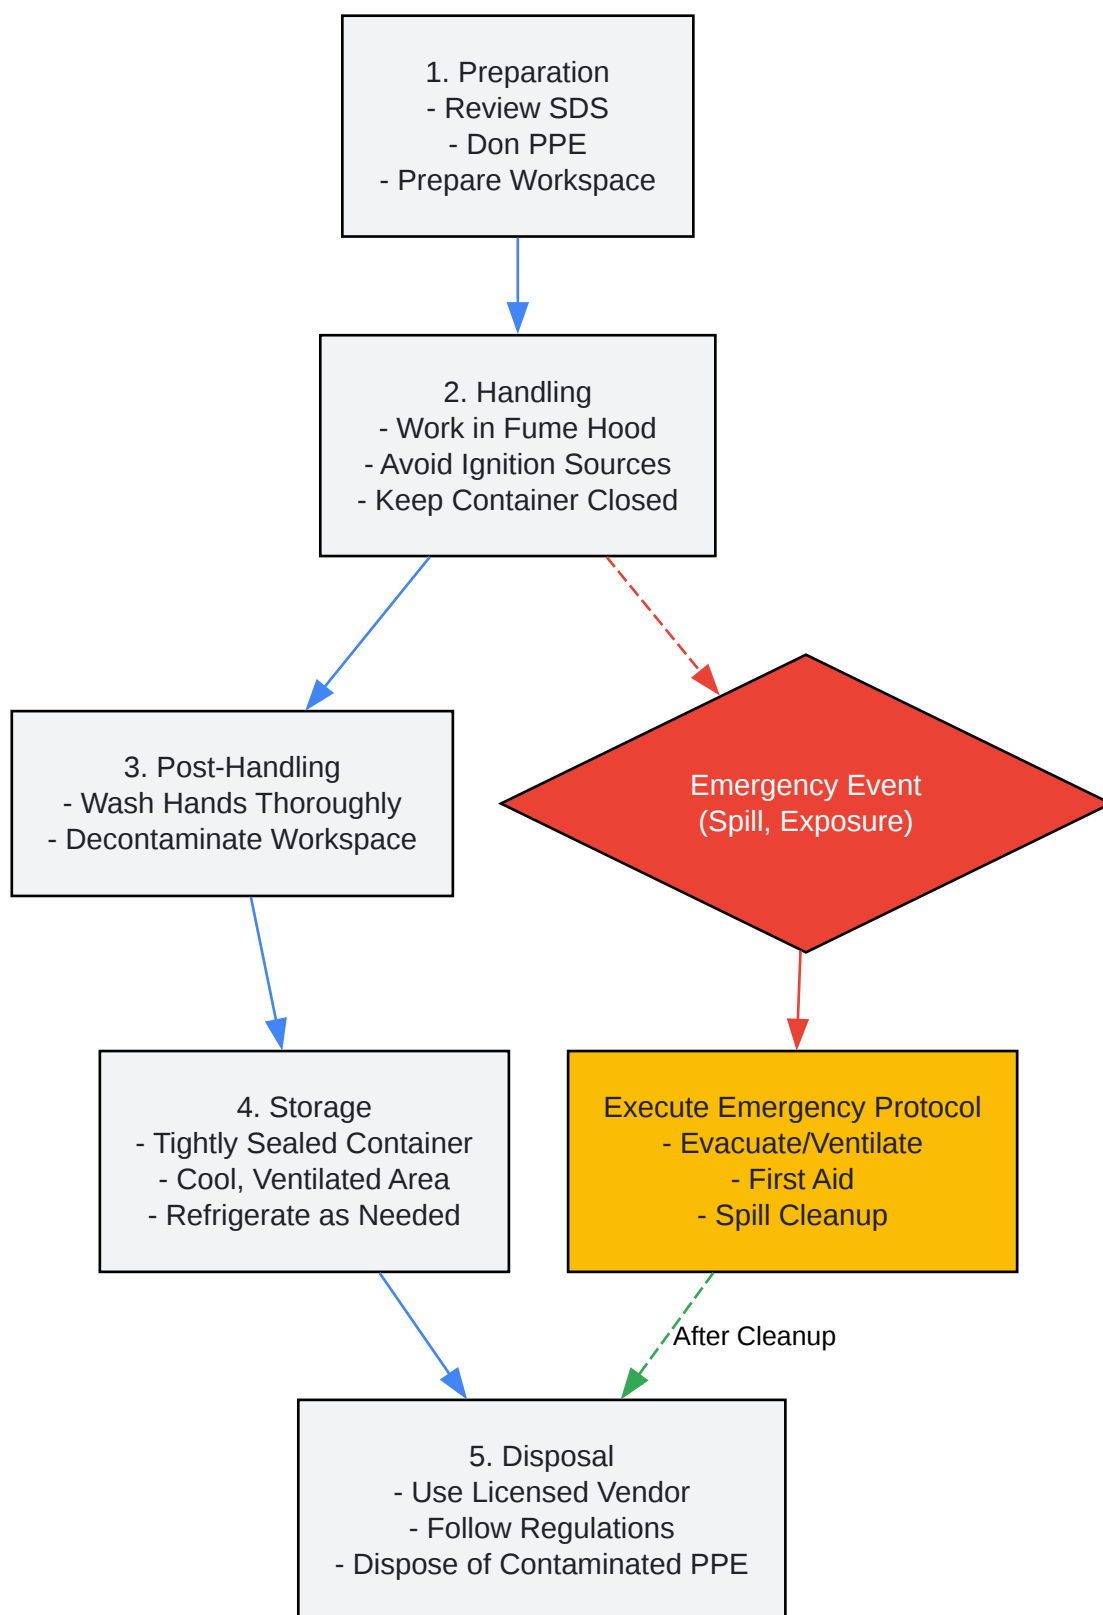 1. Preparation
- Review SDS
- Don PPE
- Prepare Workspace
2. Handling
- Work in Fume Hood
- Avoid Ignition Sources
- Keep Container Closed
3. Post-Handling
- Wash Hands Thoroughly
- Decontaminate Workspace
Emergency Event
(Spill, Exposure)
4. Storage
- Tightly Sealed Container
- Cool, Ventilated Area
- Refrigerate as Needed
Execute Emergency Protocol
- Evacuate/Ventilate
- First Aid
- Spill Cleanup
After Cleanup
5. Disposal
- Use Licensed Vendor
- Follow Regulations
- Dispose of Contaminated PPE